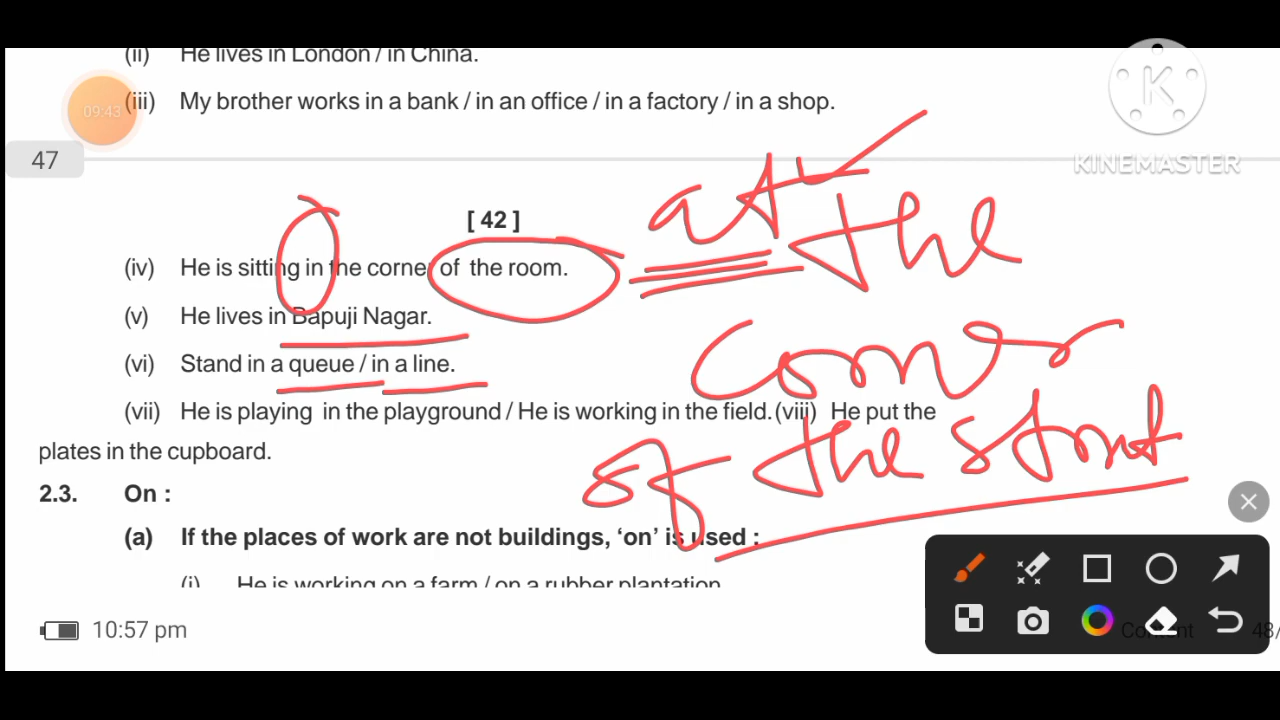 (ii) He lives in London / in China.
09:43
(iii) My brother works in a bank / in an office / in a factory / in a shop.
K
KINEMASTER
47
[ 42 ]
at the
(iv) He is sitting in the corner of the room.
(v) He lives in Bapuji Nagar.
corner
(vi) Stand in a queue / in a line.
(vii) He is playing in the playground / He is working in the field. (viii) He put the
plates in the cupboard.
of the
2.3. On :
(a) If the places of work are not buildings, ‘on’ is used :
(i) He is working on a farm / on a rubber plantation
10:57 pm
Content 48/